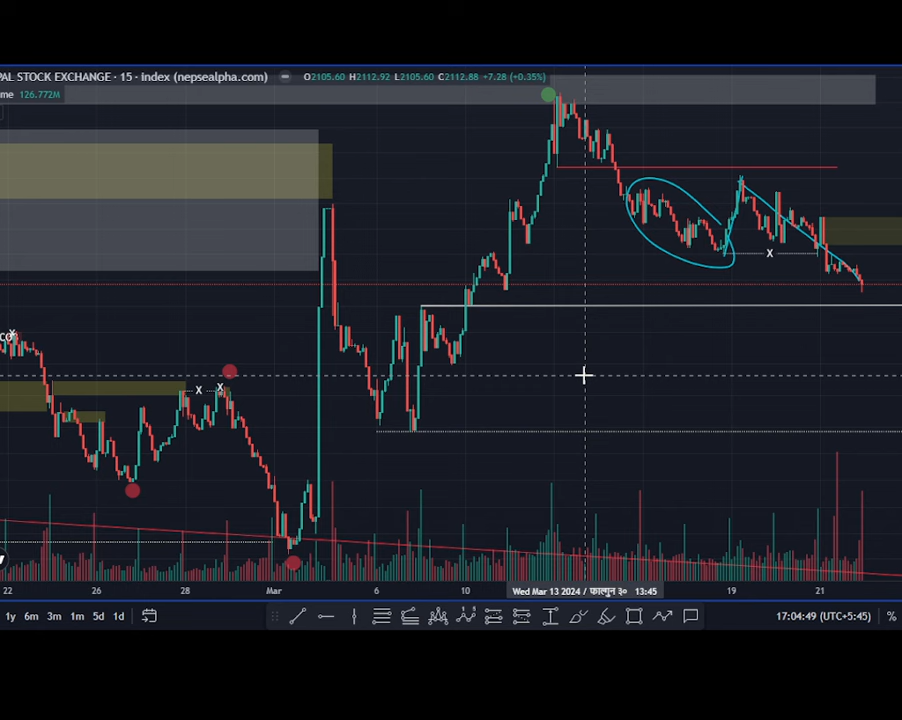 PAL STOCK EXCHANGE · 15 · Index (nepsealpha.com) O2105.60 H2112.92 L2105.60 C2112.88 +7.28 (+0.35%)
me 126.772M
CO X
X X
X
22 26 28 Mar 6 10 Wed Mar 13 2024 / फाल्गुन ३० 13:45 19 21
1y 6m 3m 1m 5d 1d 17:04:49 (UTC+5:45) %